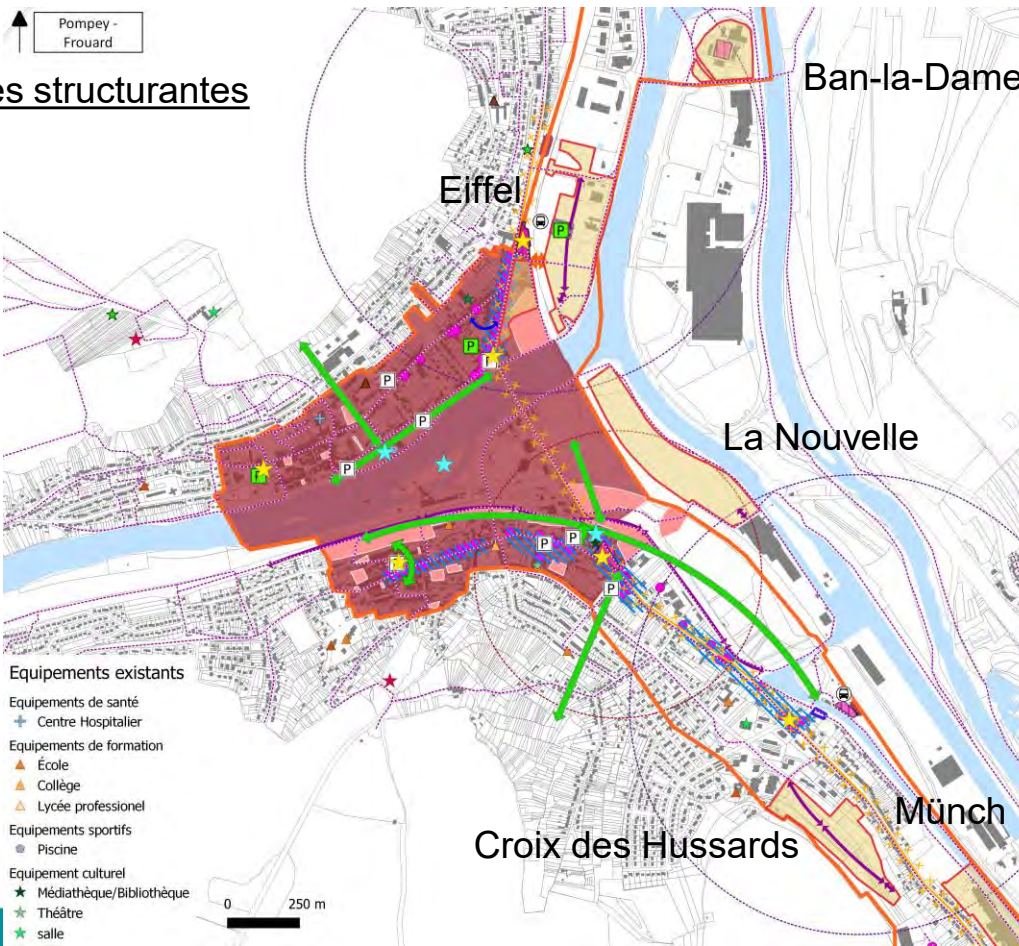 Pompey -
Frouard
es structurantes
Ban-la-Dame
Eiffel
P
P
P
P
P
La Nouvelle
P
P
P
Equipements existants
Equipements de santé
Centre Hospitalier
Equipements de formation
École
Collège
Lycée professionel
Equipements sportifs
Piscine
Equipement culturel
Médiathèque/Bibliothèque
Théâtre
salle
0 250 m
Croix des Hussards
Münch